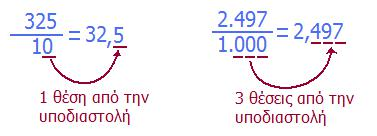 325
10
=32,5
1 θέση από την
υποδιαστολή
2.497
1.000
=2,497
3 θέσεις από την
υποδιαστολή